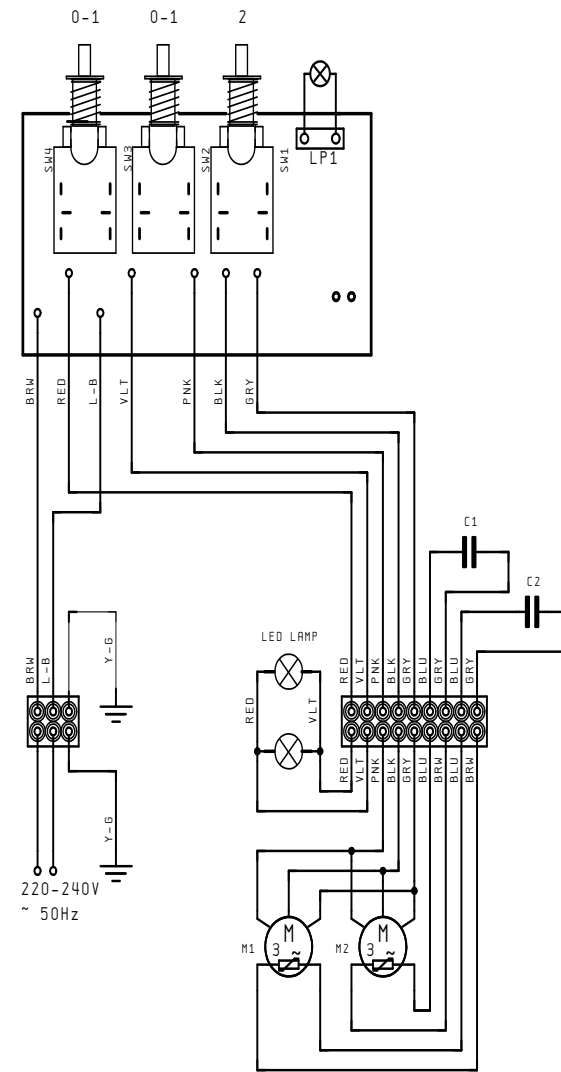 0-1 0-1 2
LP1
SW4 SW3 SW2 SW1
BRW RED L-B VLT PNK BLK GRY
C1
C2
LED LAMP
BRW L-B Y-G
RED VLT
RED VLT PNK BLK GRY BLU GRY BLU GRY
RED VLT PNK BLK GRY BLU BRW BLU BRW
Y-G
220-240V
~ 50Hz
M1 M 3 ~ M2 M 3 ~